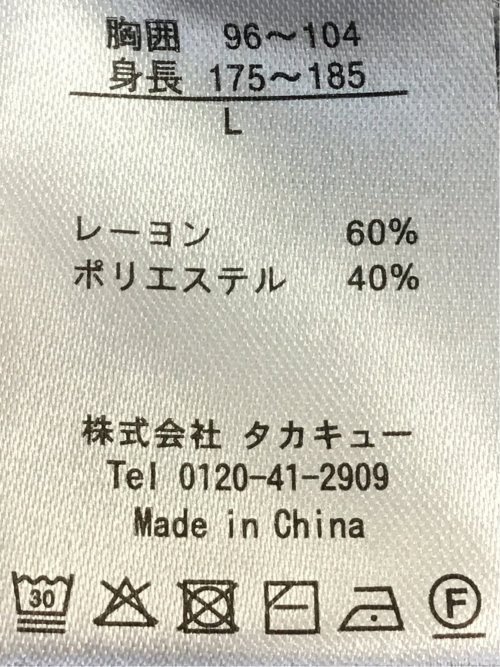 胸囲 96〜104
身長 175〜185
L
レーヨン 60%
ポリエステル 40%
株式会社 タカキュー
Tel 0120-41-2909
Made in China
30 F